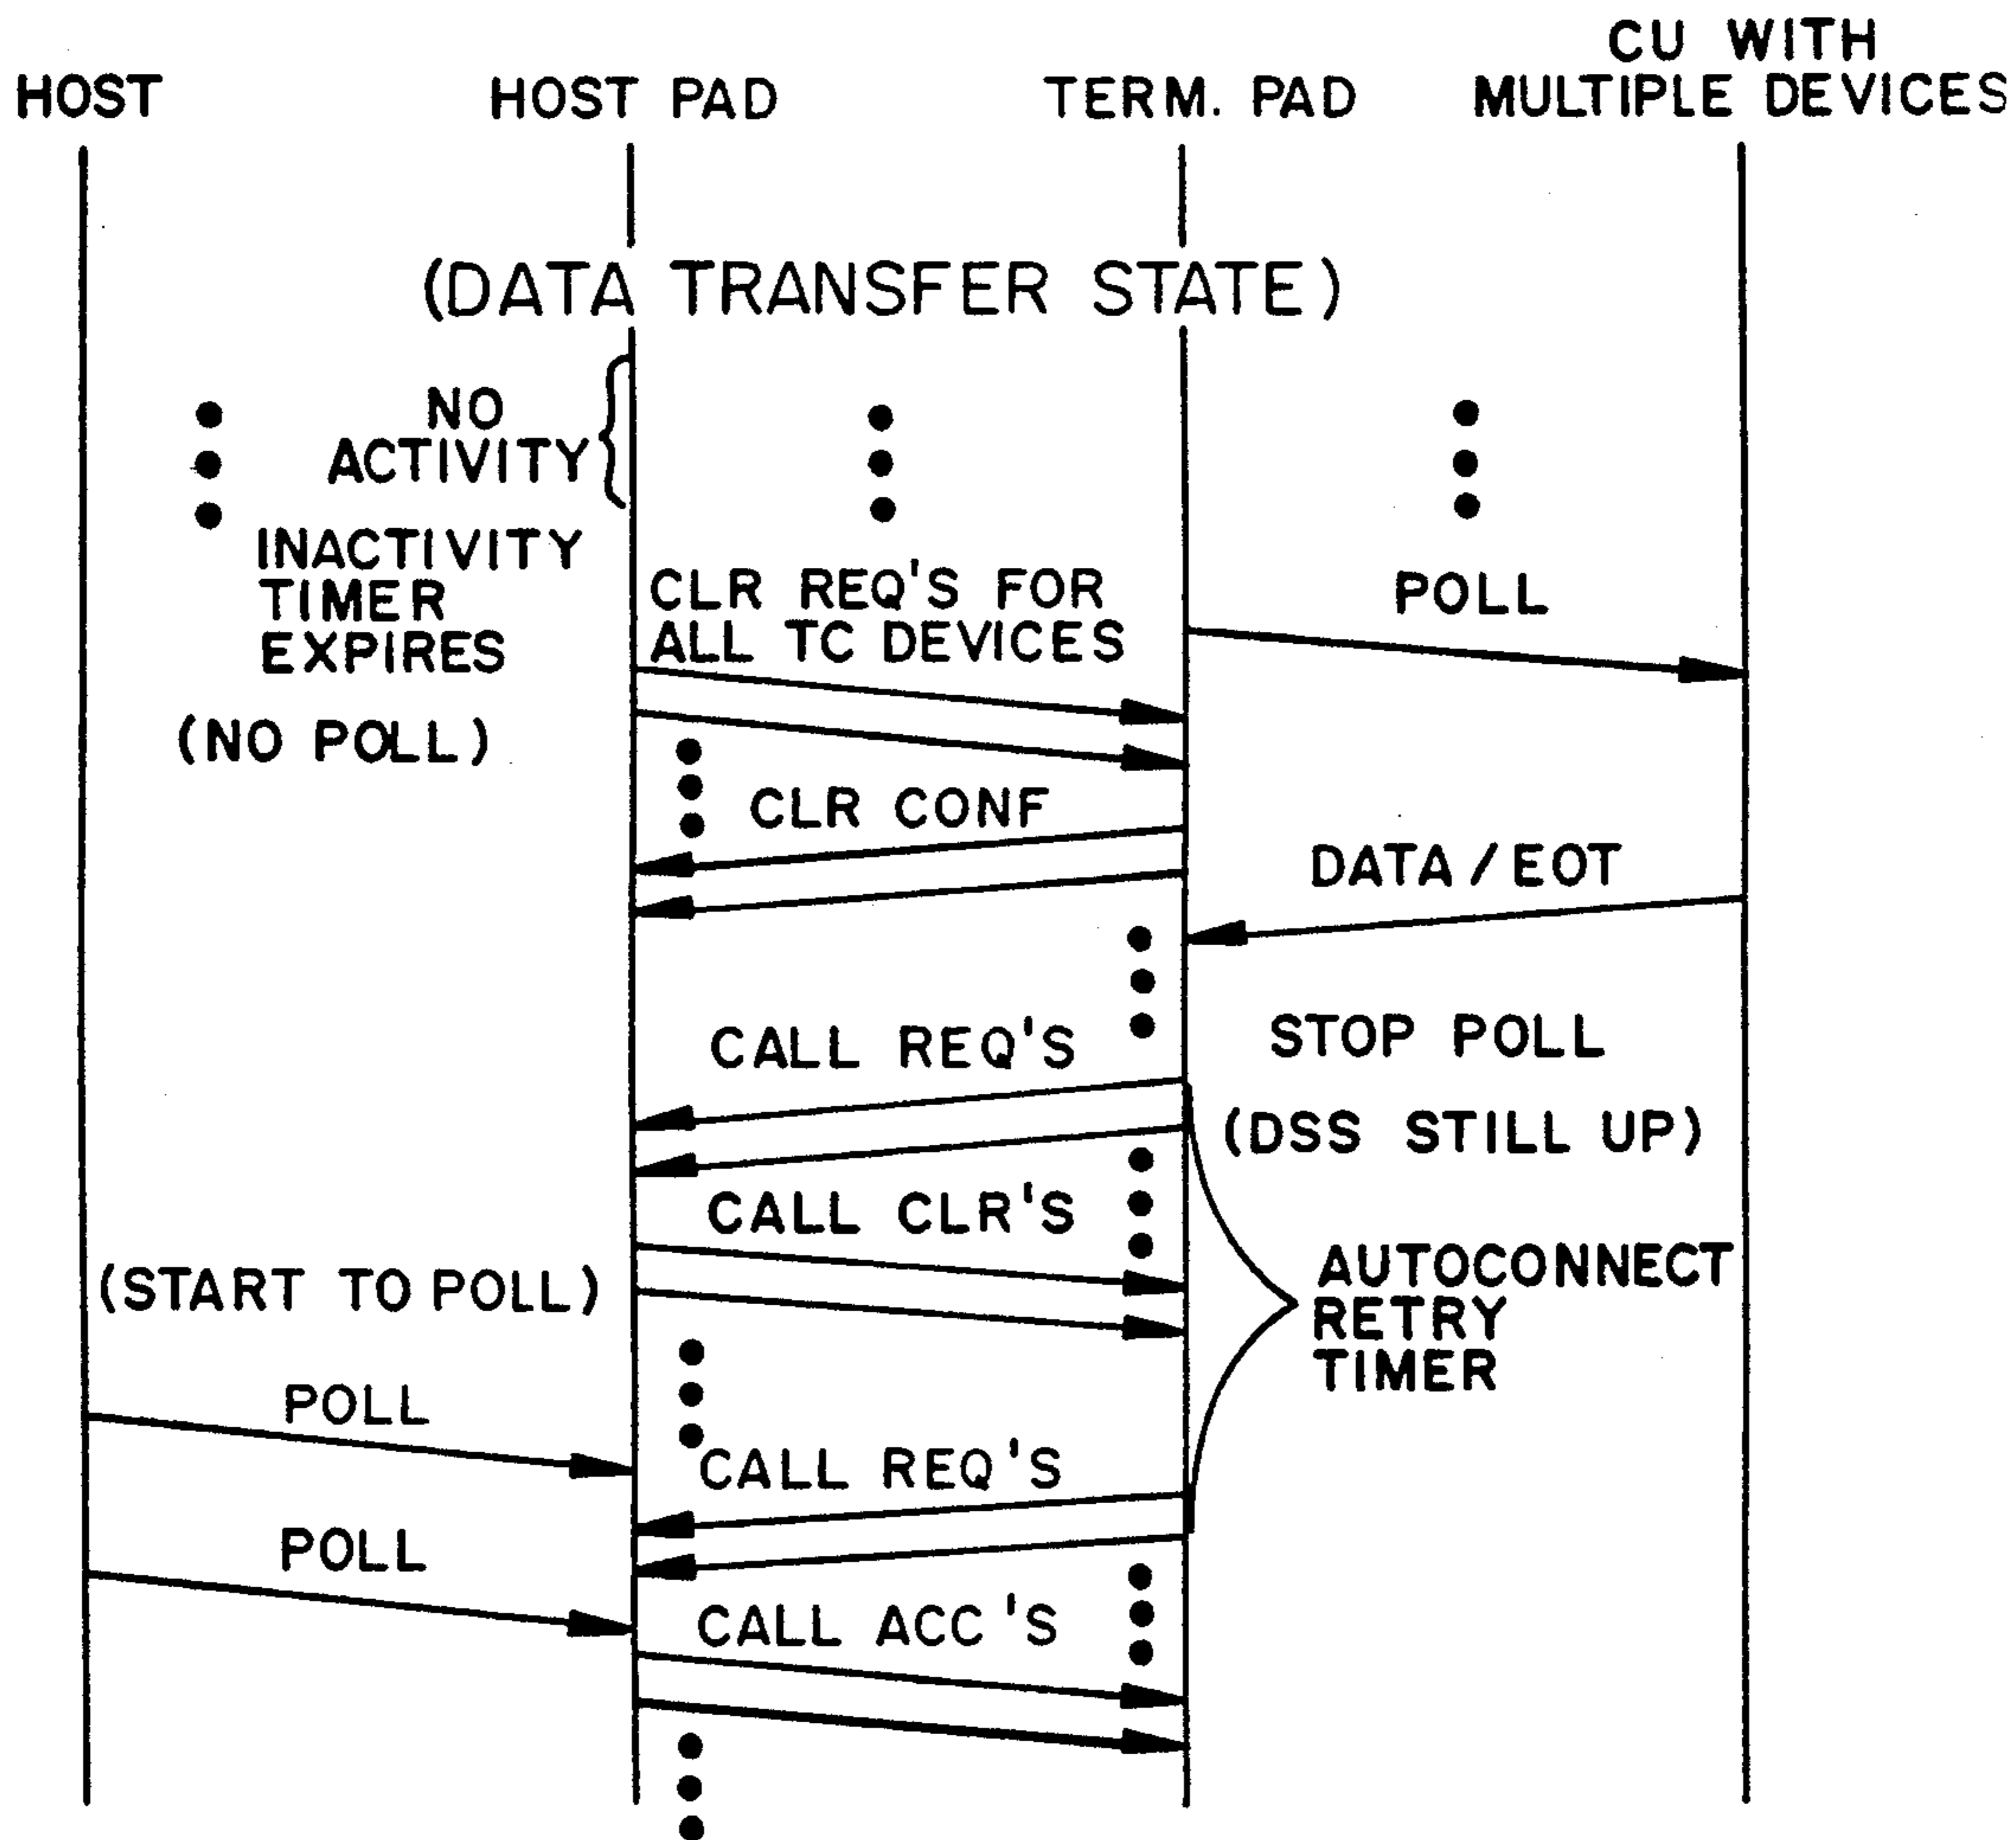 HOST
HOST PAD
TERM. PAD
CU WITH
MULTIPLE DEVICES
(DATA TRANSFER STATE)
NO
ACTIVITY
INACTIVITY
TIMER
EXPIRES
CLR REQ'S FOR
ALL TC DEVICES
POLL
(NO POLL)
CLR CONF
DATA/EOT
CALL REQ'S
STOP POLL
(DSS STILL UP)
CALL CLR'S
(START TO POLL)
AUTOCONNECT
RETRY
TIMER
POLL
CALL REQ'S
POLL
CALL ACC'S